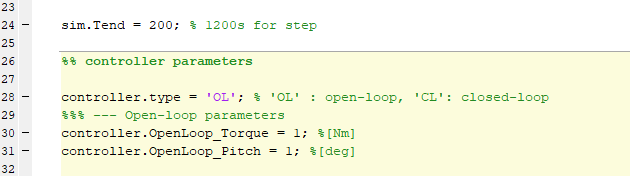 23
24 - sim.Tend = 200; % 1200s for step
25
26 %% controller parameters
27
28 - controller.type = 'OL'; % 'OL' : open-loop, 'CL': closed-loop
29 %%% --- Open-loop parameters
30 - controller.OpenLoop_Torque = 1; %[Nm]
31 - controller.OpenLoop_Pitch = 1; %[deg]
32